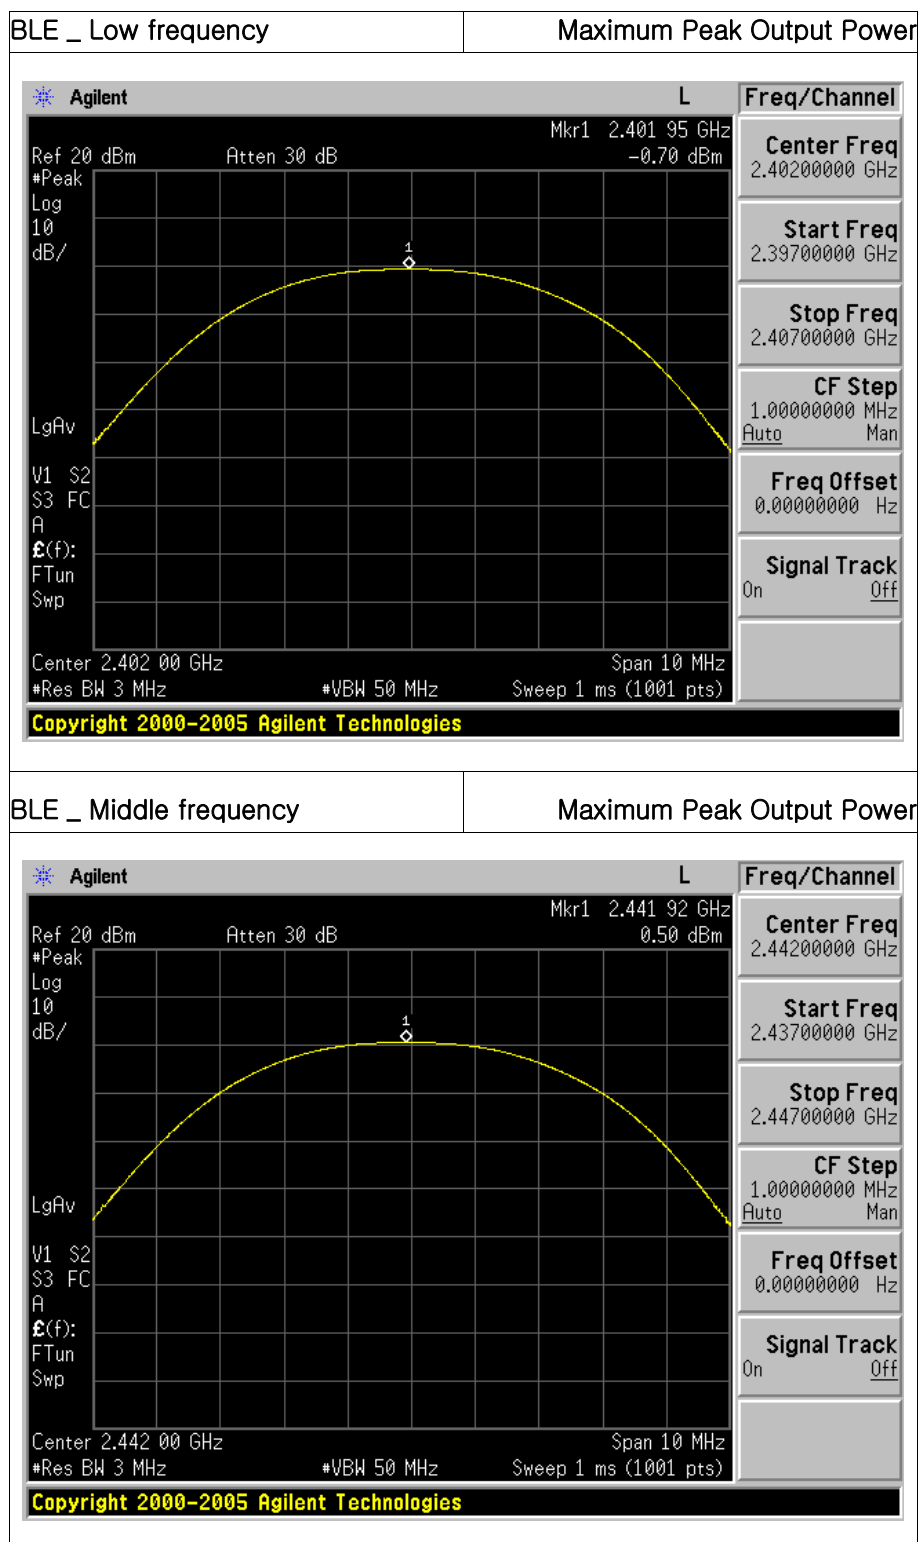 BLE _ Low frequency Maximum Peak Output Power
Agilent L Freq/Channel
Mkr1 2.401 95 GHz
Ref 20 dBm Atten 30 dB -0.70 dBm
#Peak
Log
10
dB/
1
LgAv
V1 S2
S3 FC
A
£(f):
FTun
Swp
Center 2.402 00 GHz Span 10 MHz
#Res BW 3 MHz #VBW 50 MHz Sweep 1 ms (1001 pts)
Copyright 2000-2005 Agilent Technologies
Center Freq
2.40200000 GHz
Start Freq
2.39700000 GHz
Stop Freq
2.40700000 GHz
CF Step
1.00000000 MHz
Auto Man
Freq Offset
0.00000000 Hz
Signal Track
On Off
BLE _ Middle frequency Maximum Peak Output Power
Agilent L Freq/Channel
Mkr1 2.441 92 GHz
Ref 20 dBm Atten 30 dB 0.50 dBm
#Peak
Log
10
dB/
1
LgAv
V1 S2
S3 FC
A
£(f):
FTun
Swp
Center 2.442 00 GHz Span 10 MHz
#Res BW 3 MHz #VBW 50 MHz Sweep 1 ms (1001 pts)
Copyright 2000-2005 Agilent Technologies
Center Freq
2.44200000 GHz
Start Freq
2.43700000 GHz
Stop Freq
2.44700000 GHz
CF Step
1.00000000 MHz
Auto Man
Freq Offset
0.00000000 Hz
Signal Track
On Off